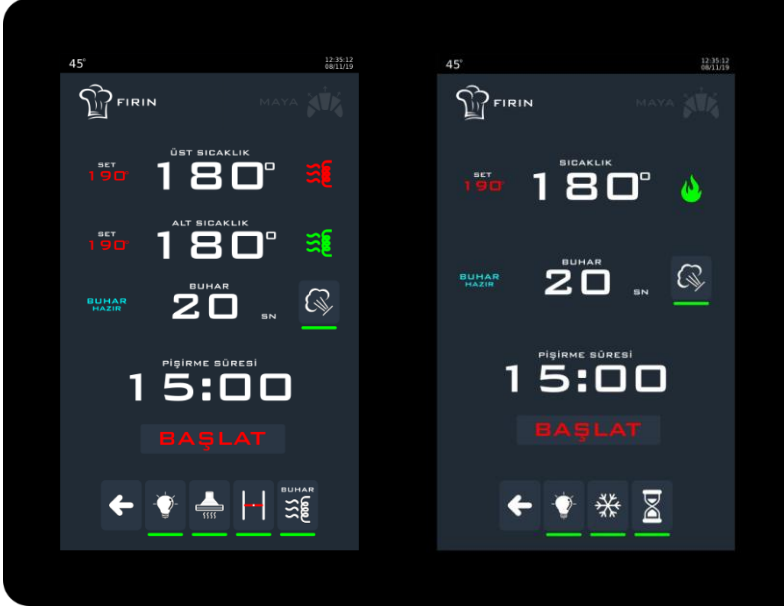 45°
12:35:12
08/11/19
FIRIN
MAYA
ÜST SICAKLIK
SET
190°
180°
ALT SICAKLIK
SET
190°
180°
BUHAR
BUHAR
HAZIR
20 SN
PİŞİRME SÜRESİ
15:00
BAŞLAT
BUHAR
45°
12:35:12
08/11/19
FIRIN
MAYA
SICAKLIK
SET
190°
180°
BUHAR
BUHAR
HAZIR
20 SN
PİŞİRME SÜRESİ
15:00
BAŞLAT